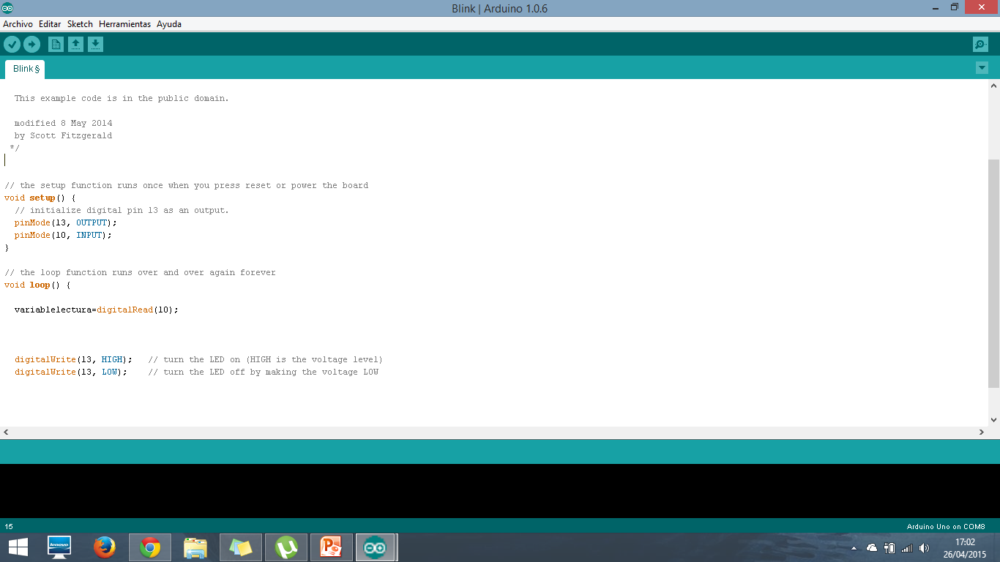 Blink | Arduino 1.0.6
Archivo Editar Sketch Herramientas Ayuda
Blink §
This example code is in the public domain.
modified 8 May 2014
by Scott Fitzgerald
*/
// the setup function runs once when you press reset or power the board
void setup() {
// initialize digital pin 13 as an output.
pinMode(13, OUTPUT);
pinMode(10, INPUT);
}
// the loop function runs over and over again forever
void loop() {
variablelectura=digitalRead(10);
digitalWrite(13, HIGH);   // turn the LED on (HIGH is the voltage level)
digitalWrite(13, LOW);    // turn the LED off by making the voltage LOW
15
Arduino Uno on COM8
lenovo
17:02
26/04/2015